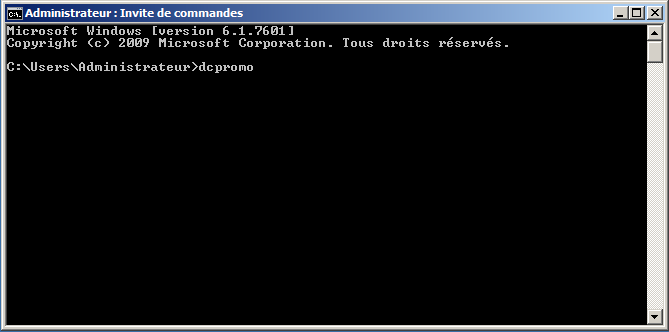 Administrateur : Invite de commandes
Microsoft Windows [version 6.1.7601]
Copyright (c) 2009 Microsoft Corporation. Tous droits réservés.
C:\Users\Administrateur>dcpromo